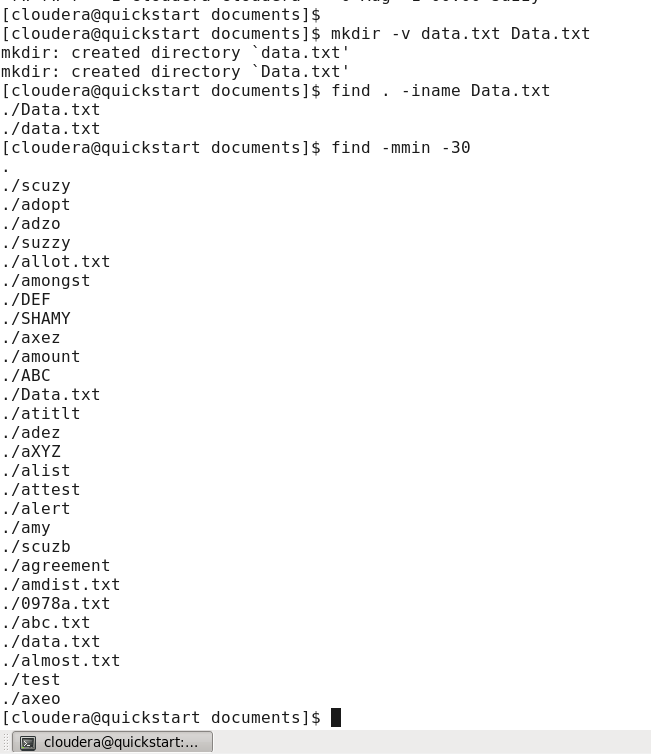 [cloudera@quickstart documents]$
[cloudera@quickstart documents]$ mkdir -v data.txt Data.txt
mkdir: created directory `data.txt'
mkdir: created directory `Data.txt'
[cloudera@quickstart documents]$ find . -iname Data.txt
./Data.txt
./data.txt
[cloudera@quickstart documents]$ find -mmin -30
.
./scuzy
./adopt
./adzo
./suzzy
./allot.txt
./amongst
./DEF
./SHAMY
./axez
./amount
./ABC
./Data.txt
./atitlt
./adez
./aXYZ
./alist
./attest
./alert
./amy
./scuzb
./agreement
./amdist.txt
./0978a.txt
./abc.txt
./data.txt
./almost.txt
./test
./axeo
[cloudera@quickstart documents]$
cloudera@quickstart:...